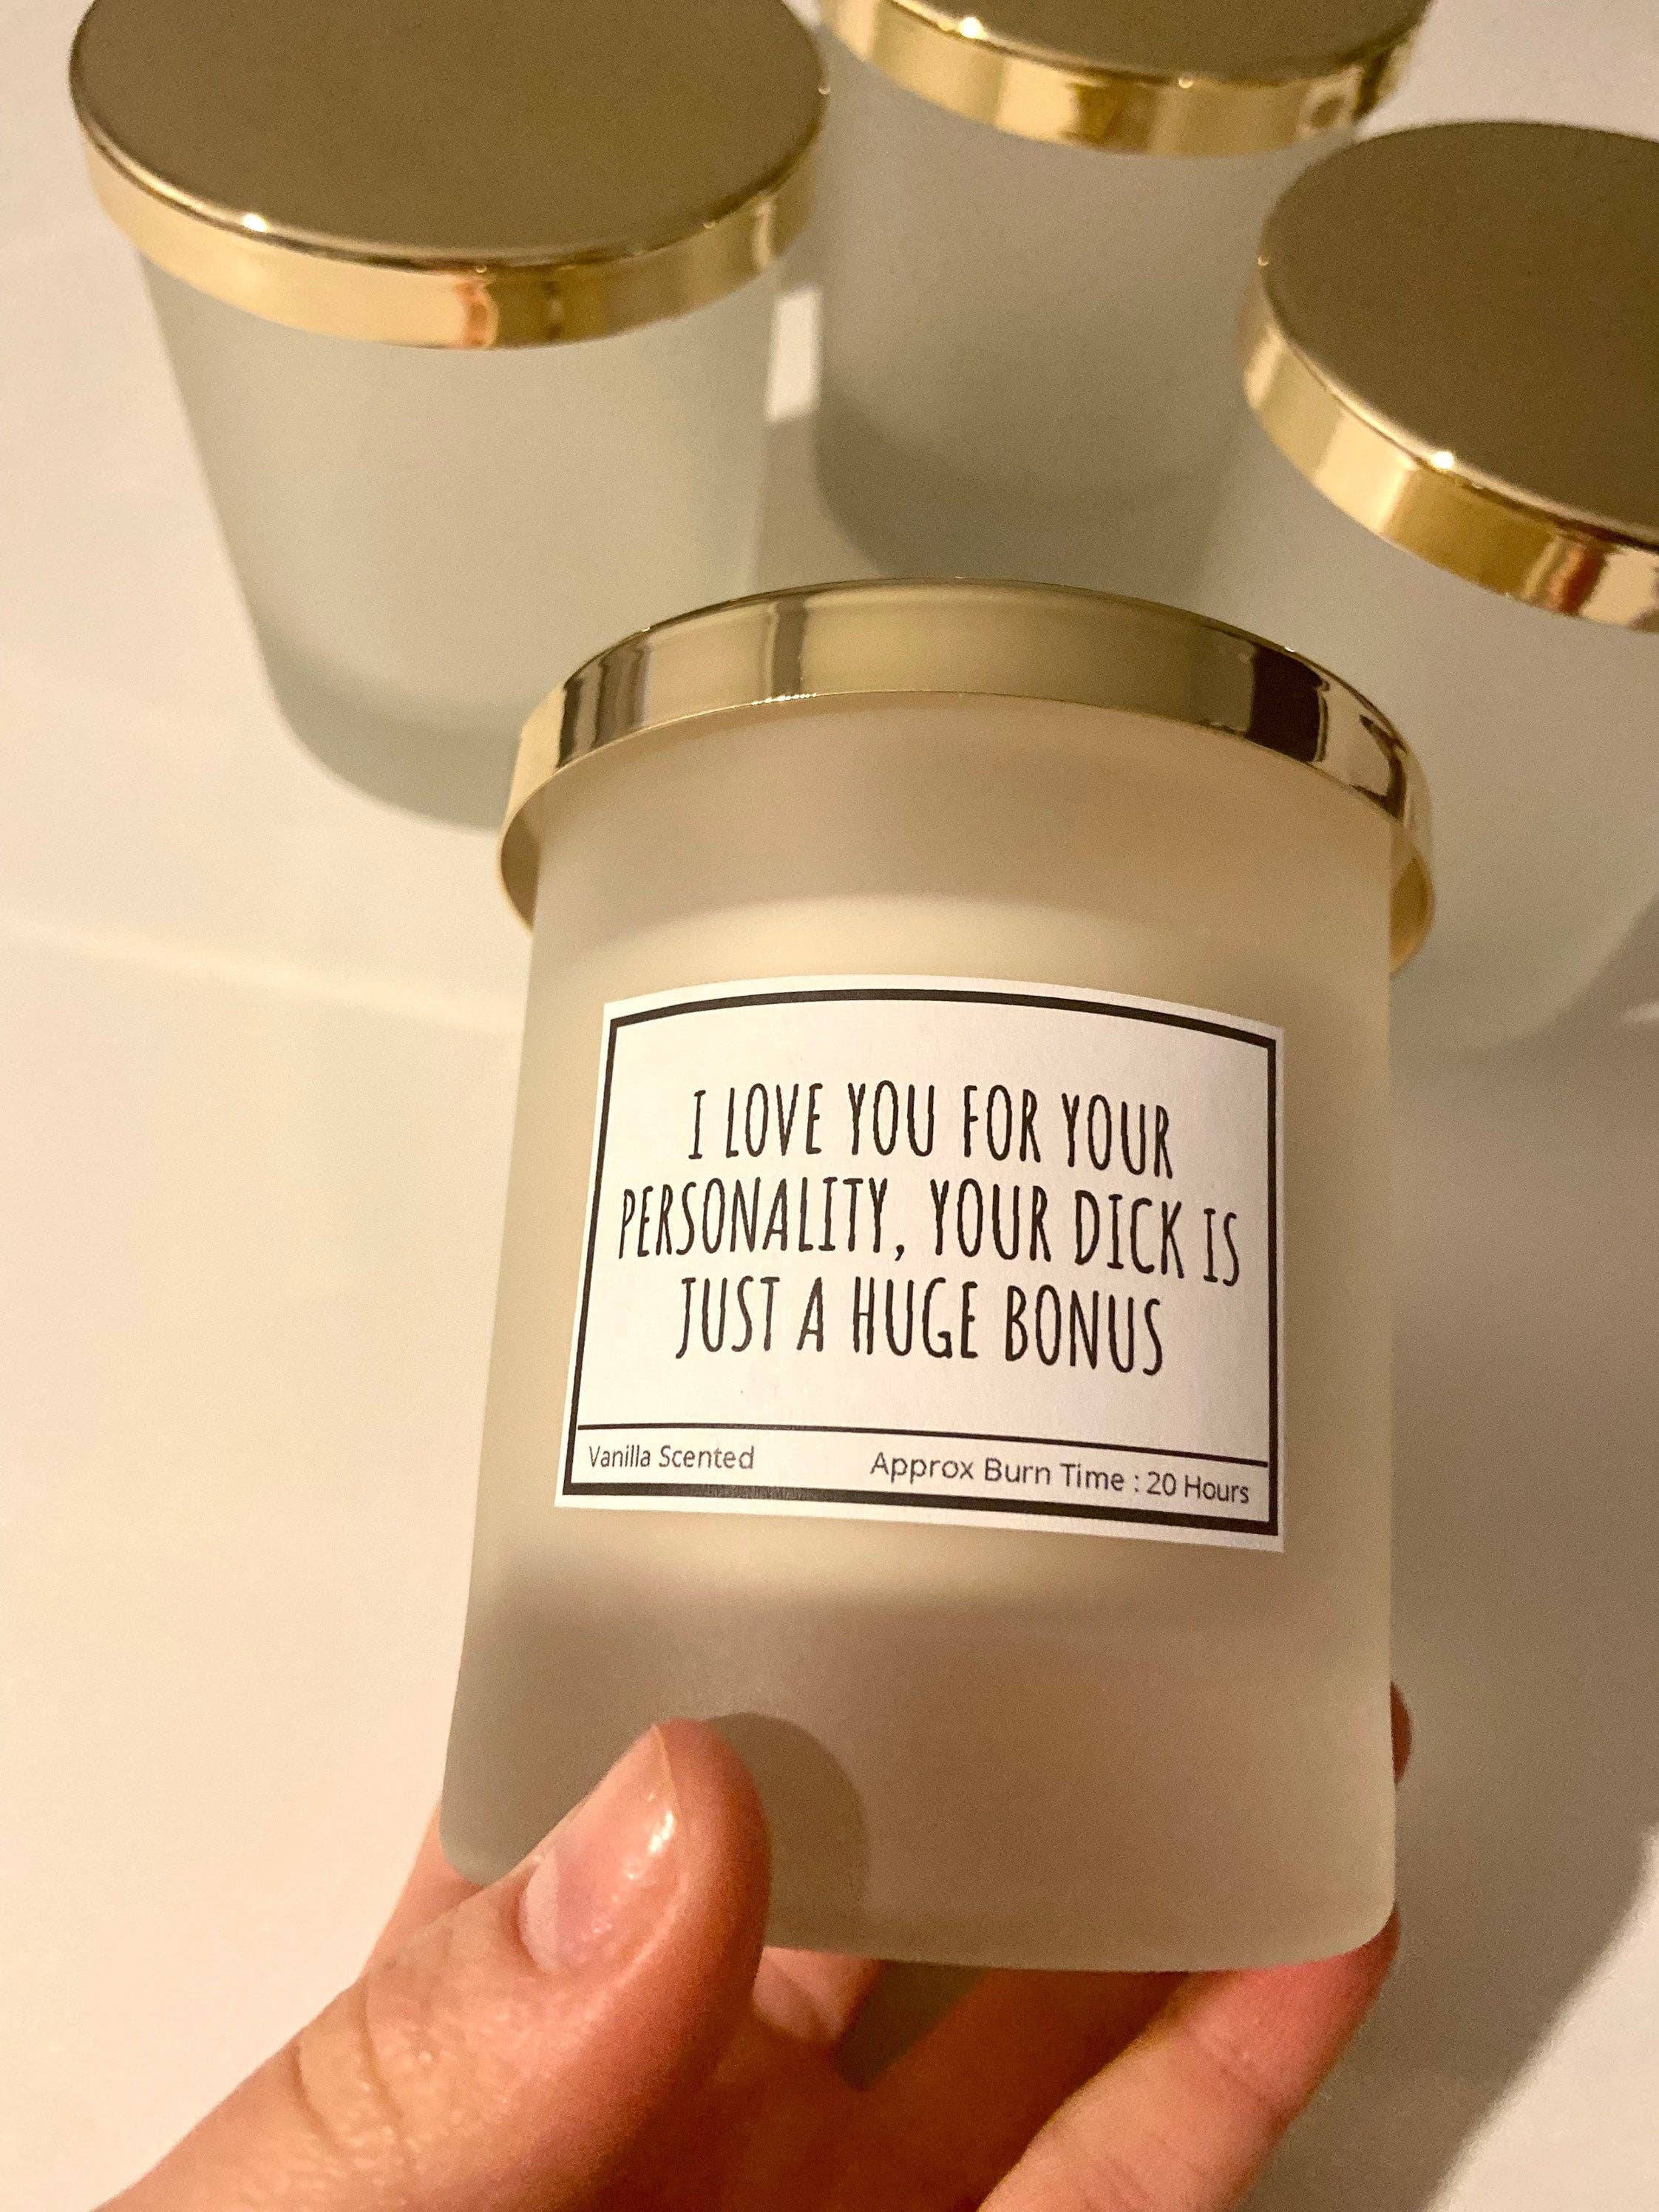 I LOVE YOU FOR YOUR
PERSONALITY, YOUR DICK IS
JUST A HUGE BONUS
Vanilla Scented
Approx Burn Time : 20 Hours